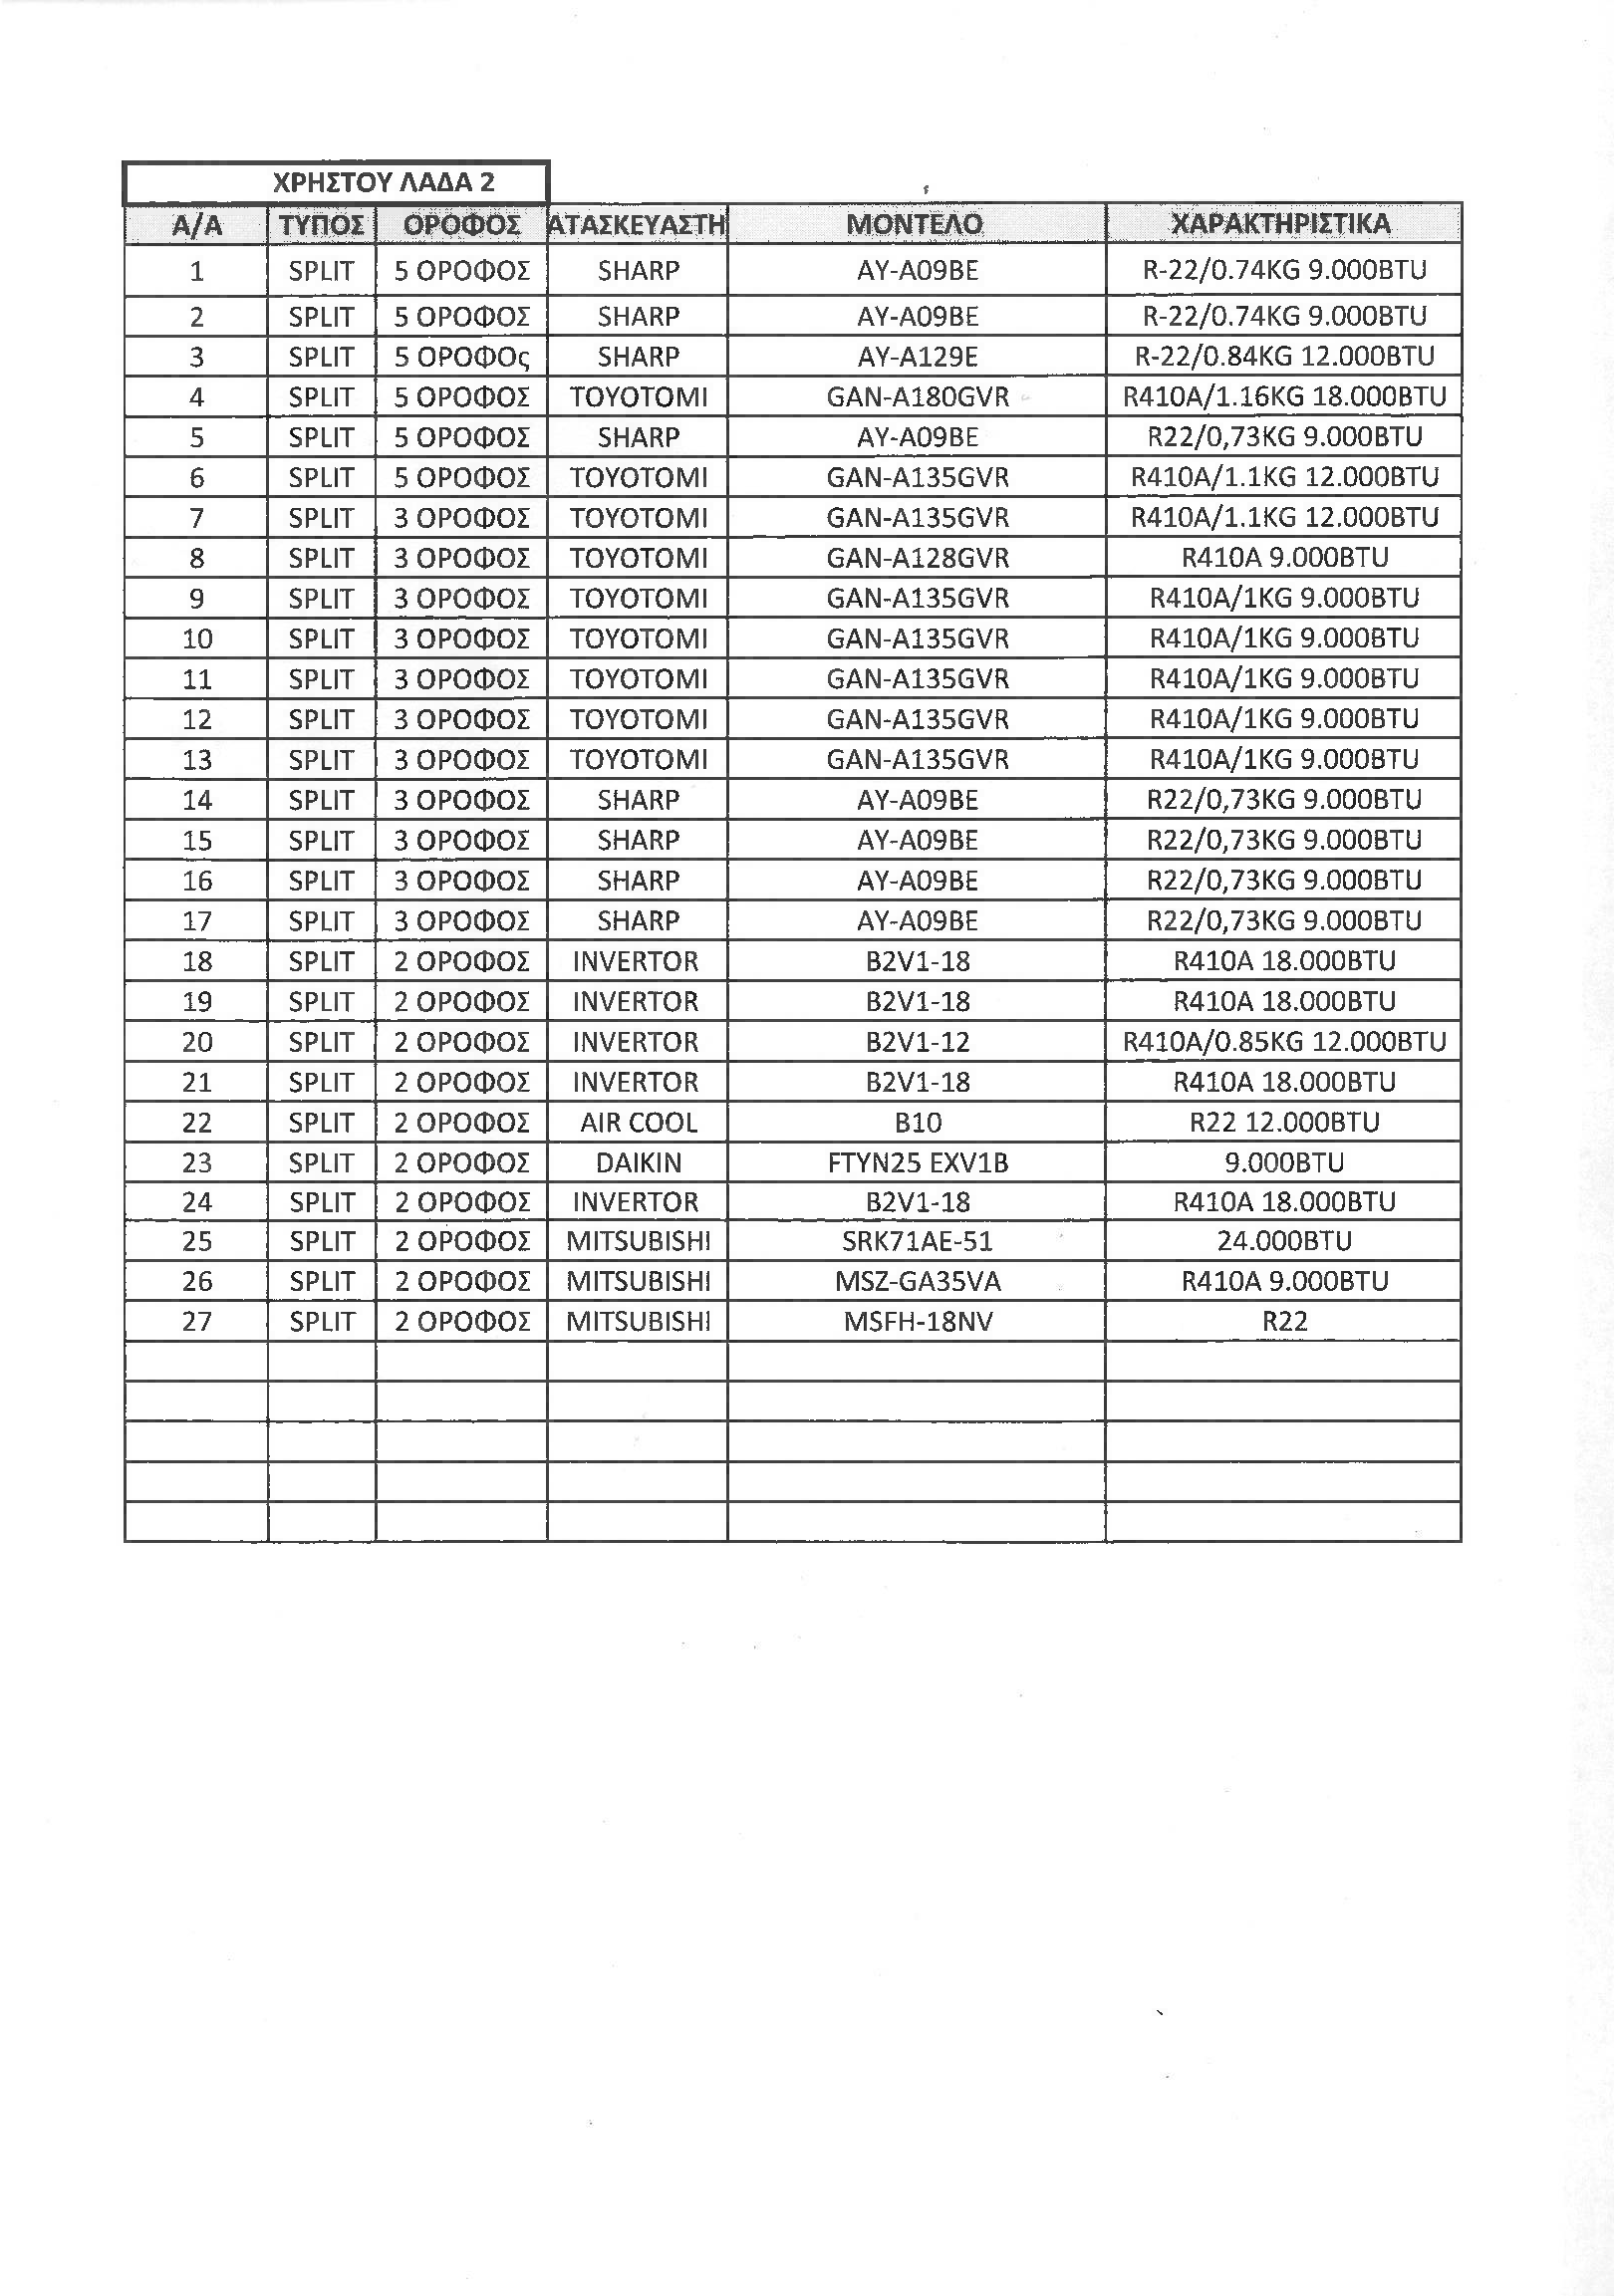 ΧΡΗΣΤΟΥ ΛΑΔΑ 2
Α/Α ΤΥΠΟΣ ΟΡΟΦΟΣ ΑΤΑΣΚΕΥΑΣΤΗ ΜΟΝΤΕΛΟ ΧΑΡΑΚΤΗΡΙΣΤΙΚΑ
1 SPLIT 5 ΟΡΟΦΟΣ SHARP AY-A09BE R-22/0.74KG 9.000BTU
2 SPLIT 5 ΟΡΟΦΟΣ SHARP AY-A09BE R-22/0.74KG 9.000BTU
3 SPLIT 5 ΟΡΟΦΟς SHARP AY-A129E R-22/0.84KG 12.000BTU
4 SPLIT 5 ΟΡΟΦΟΣ TOYOTOMI GAN-A180GVR R410A/1.16KG 18.000BTU
5 SPLIT 5 ΟΡΟΦΟΣ SHARP AY-A09BE R22/0,73KG 9.000BTU
6 SPLIT 5 ΟΡΟΦΟΣ TOYOTOMI GAN-A135GVR R410A/1.1KG 12.000BTU
7 SPLIT 3 ΟΡΟΦΟΣ TOYOTOMI GAN-A135GVR R410A/1.1KG 12.000BTU
8 SPLIT 3 ΟΡΟΦΟΣ TOYOTOMI GAN-A128GVR R410A 9.000BTU
9 SPLIT 3 ΟΡΟΦΟΣ TOYOTOMI GAN-A135GVR R410A/1KG 9.000BTU
10 SPLIT 3 ΟΡΟΦΟΣ TOYOTOMI GAN-A135GVR R410A/1KG 9.000BTU
11 SPLIT 3 ΟΡΟΦΟΣ TOYOTOMI GAN-A135GVR R410A/1KG 9.000BTU
12 SPLIT 3 ΟΡΟΦΟΣ TOYOTOMI GAN-A135GVR R410A/1KG 9.000BTU
13 SPLIT 3 ΟΡΟΦΟΣ TOYOTOMI GAN-A135GVR R410A/1KG 9.000BTU
14 SPLIT 3 ΟΡΟΦΟΣ SHARP AY-A09BE R22/0,73KG 9.000BTU
15 SPLIT 3 ΟΡΟΦΟΣ SHARP AY-A09BE R22/0,73KG 9.000BTU
16 SPLIT 3 ΟΡΟΦΟΣ SHARP AY-A09BE R22/0,73KG 9.000BTU
17 SPLIT 3 ΟΡΟΦΟΣ SHARP AY-A09BE R22/0,73KG 9.000BTU
18 SPLIT 2 ΟΡΟΦΟΣ INVERTOR B2V1-18 R410A 18.000BTU
19 SPLIT 2 ΟΡΟΦΟΣ INVERTOR B2V1-18 R410A 18.000BTU
20 SPLIT 2 ΟΡΟΦΟΣ INVERTOR B2V1-12 R410A/0.85KG 12.000BTU
21 SPLIT 2 ΟΡΟΦΟΣ INVERTOR B2V1-18 R410A 18.000BTU
22 SPLIT 2 ΟΡΟΦΟΣ AIR COOL B10 R22 12.000BTU
23 SPLIT 2 ΟΡΟΦΟΣ DAIKIN FTYN25 EXV1B 9.000BTU
24 SPLIT 2 ΟΡΟΦΟΣ INVERTOR B2V1-18 R410A 18.000BTU
25 SPLIT 2 ΟΡΟΦΟΣ MITSUBISHI SRK71AE-51 24.000BTU
26 SPLIT 2 ΟΡΟΦΟΣ MITSUBISHI MSZ-GA35VA R410A 9.000BTU
27 SPLIT 2 ΟΡΟΦΟΣ MITSUBISHI MSFH-18NV R22